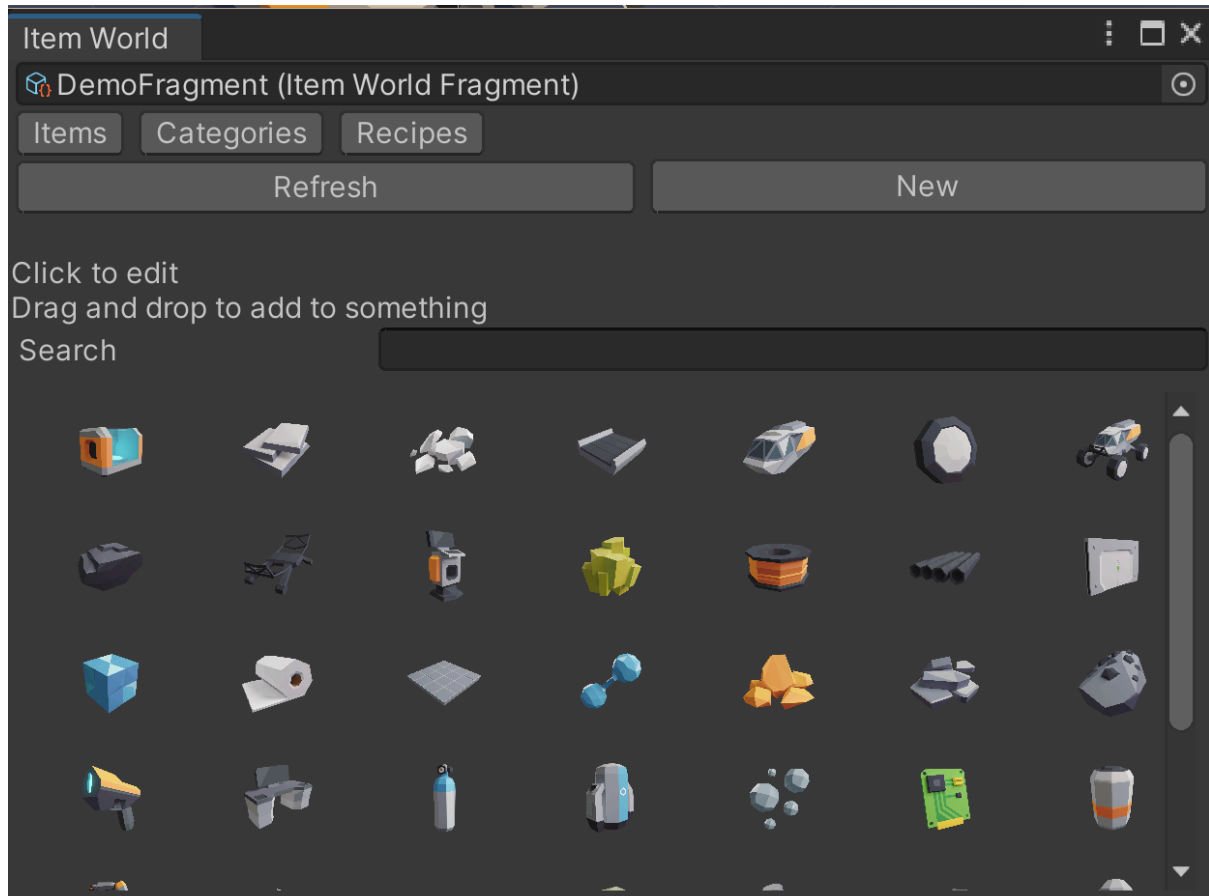 Item World
DemoFragment (Item World Fragment)
Items Categories Recipes
Refresh New
Click to edit
Drag and drop to add to something
Search